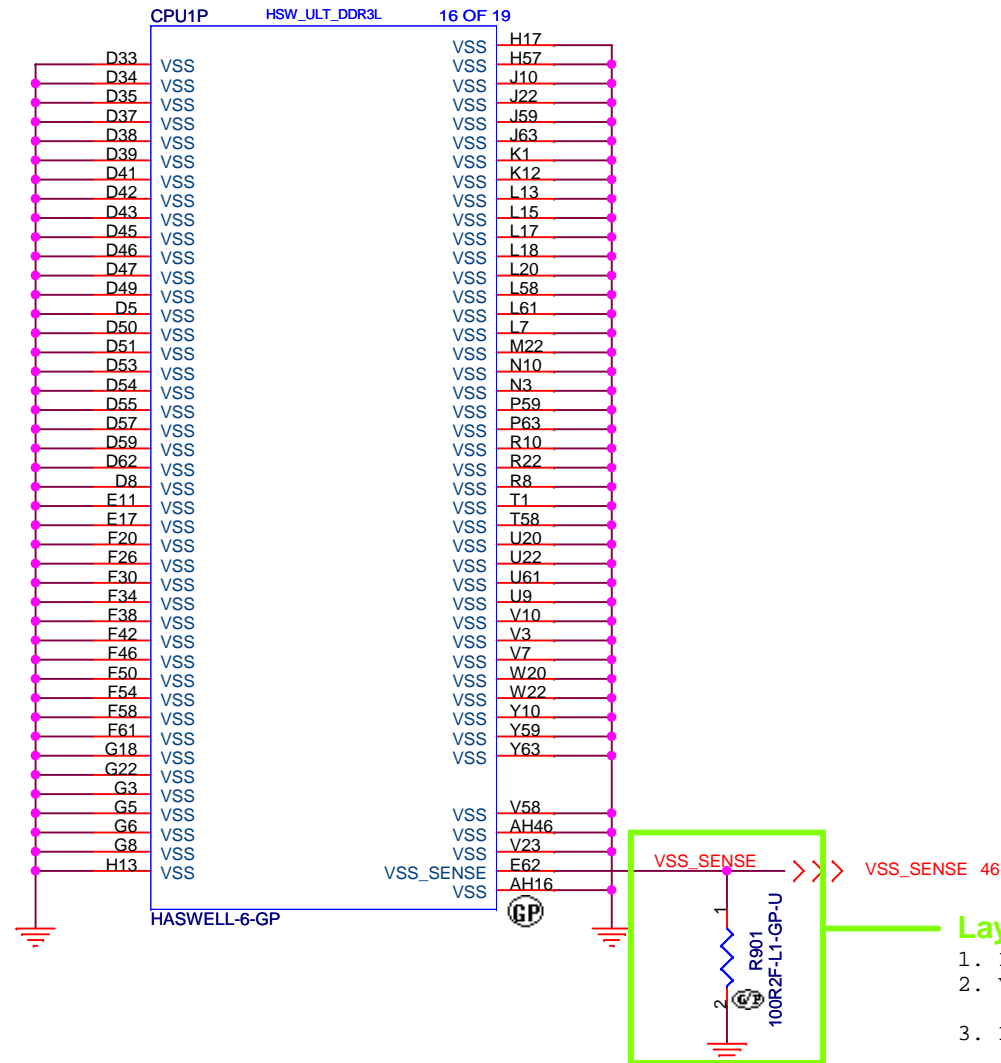 CPU1P HSW_ULT_DDR3L 16 OF 19
D33 VSS
D34 VSS
D35 VSS
D37 VSS
D38 VSS
D39 VSS
D41 VSS
D42 VSS
D43 VSS
D45 VSS
D46 VSS
D47 VSS
D49 VSS
D5 VSS
D50 VSS
D51 VSS
D53 VSS
D54 VSS
D55 VSS
D57 VSS
D59 VSS
D62 VSS
D8 VSS
E11 VSS
E17 VSS
F20 VSS
F26 VSS
F30 VSS
F34 VSS
F38 VSS
F42 VSS
F46 VSS
F50 VSS
F54 VSS
F58 VSS
F61 VSS
G18 VSS
G22 VSS
G3 VSS
G5 VSS
G6 VSS
G8 VSS
H13 VSS
VSS H17
VSS H57
VSS J10
VSS J22
VSS J59
VSS J63
VSS K1
VSS K12
VSS L13
VSS L15
VSS L17
VSS L18
VSS L20
VSS L58
VSS L61
VSS L7
VSS M22
VSS N10
VSS N3
VSS P59
VSS P63
VSS R10
VSS R22
VSS R8
VSS T1
VSS T58
VSS U20
VSS U22
VSS U61
VSS U9
VSS V10
VSS V3
VSS V7
VSS W20
VSS W22
VSS Y10
VSS Y59
VSS Y63
VSS V58
VSS AH46
VSS V23
VSS_SENSE E62
VSS AH16
HASWELL-6-GP
GP
VSS_SENSE
VSS_SENSE 46
1
R901
100R2F-L1-GP-U
2
G/P
Lay
1.
2.
3.